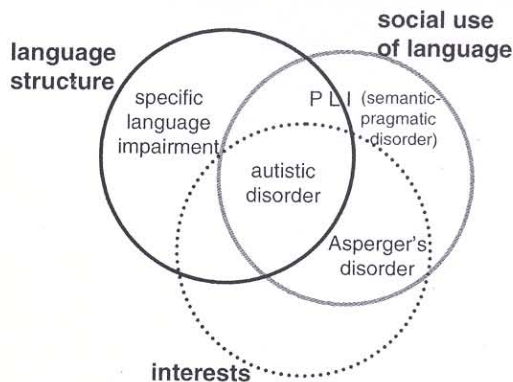 social use
of language
language
structure
specific
language
impairment
P L I (semantic-
pragmatic
disorder)
autistic
disorder
Asperger's
disorder
interests